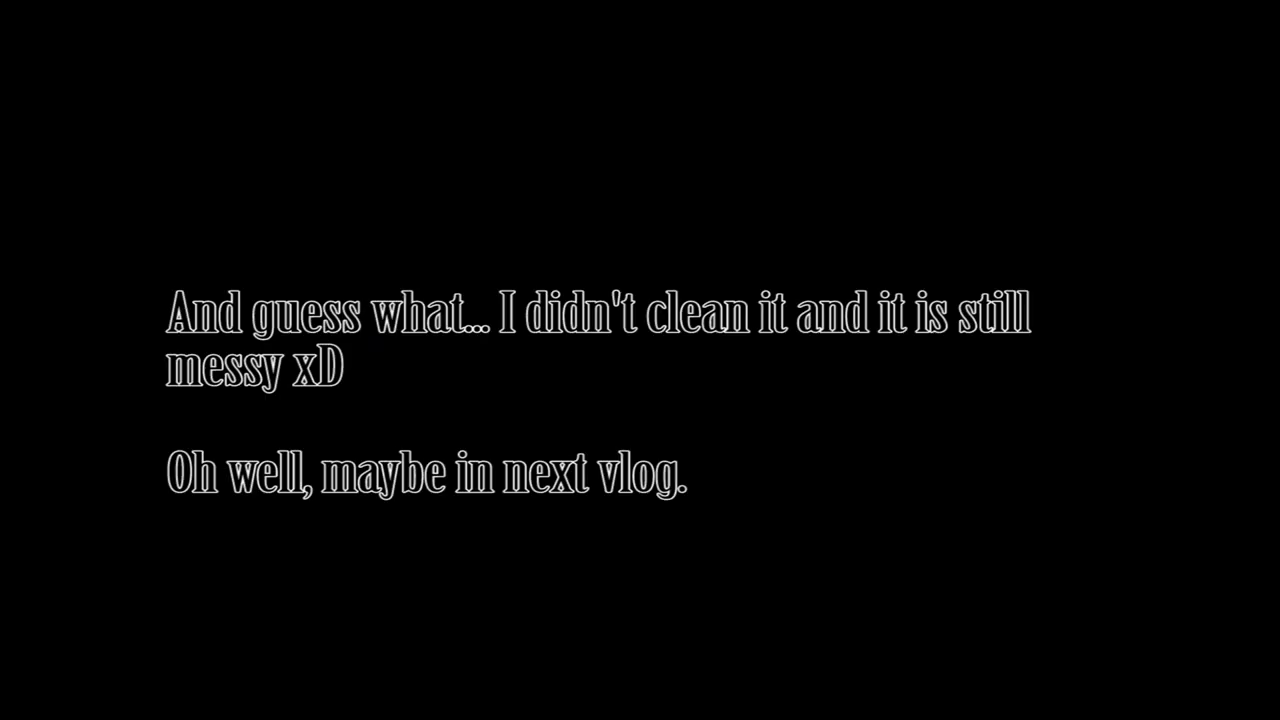 And guess what... I didn't clean it and it is still
messy xD
Oh well, maybe in next vlog.